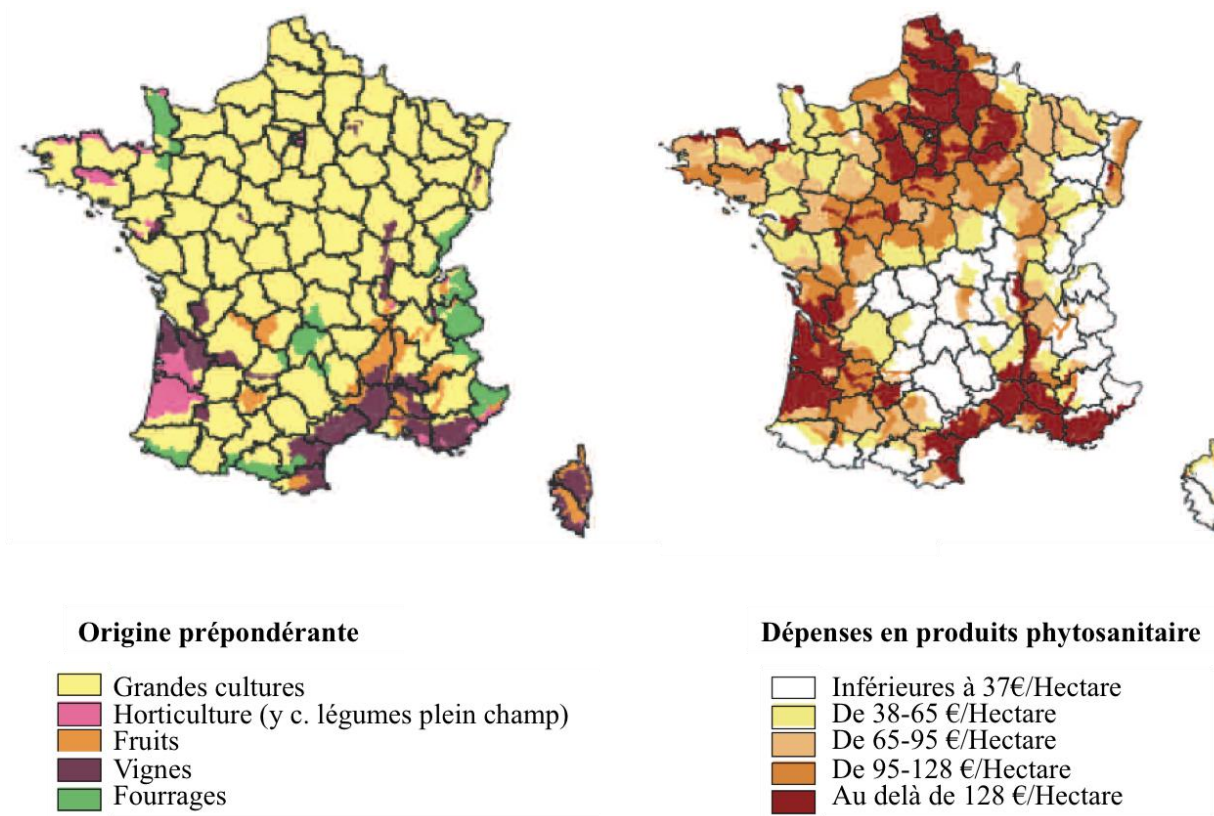 Origine prépondérante
Grandes cultures
Horticulture (y c. légumes plein champ)
Fruits
Vignes
Fourrages
Dépenses en produits phytosanitaire
Inférieures à 37€/Hectare
De 38-65 €/Hectare
De 65-95 €/Hectare
De 95-128 €/Hectare
Au delà de 128 €/Hectare